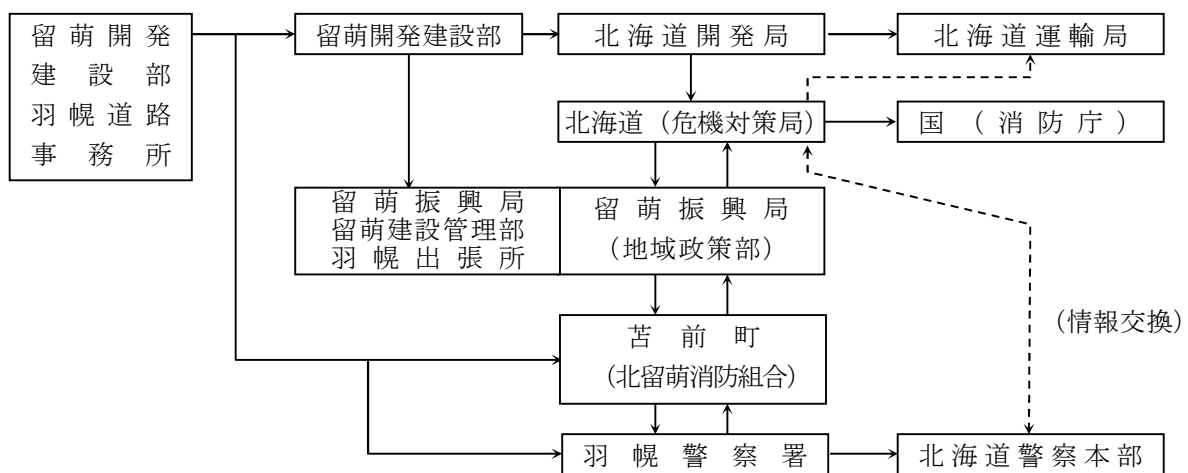 留萌開発
建設部
羽幌道路
事務所
留萌開発建設部
北海道開発局
北海道運輸局
北海道（危機対策局）
国（消防庁）
留萌振興局
留萌建設管理部
羽幌出張所
留萌振興局
（地域政策部）
苫前町
（北留萌消防組合）
（情報交換）
羽幌警察署
北海道警察本部